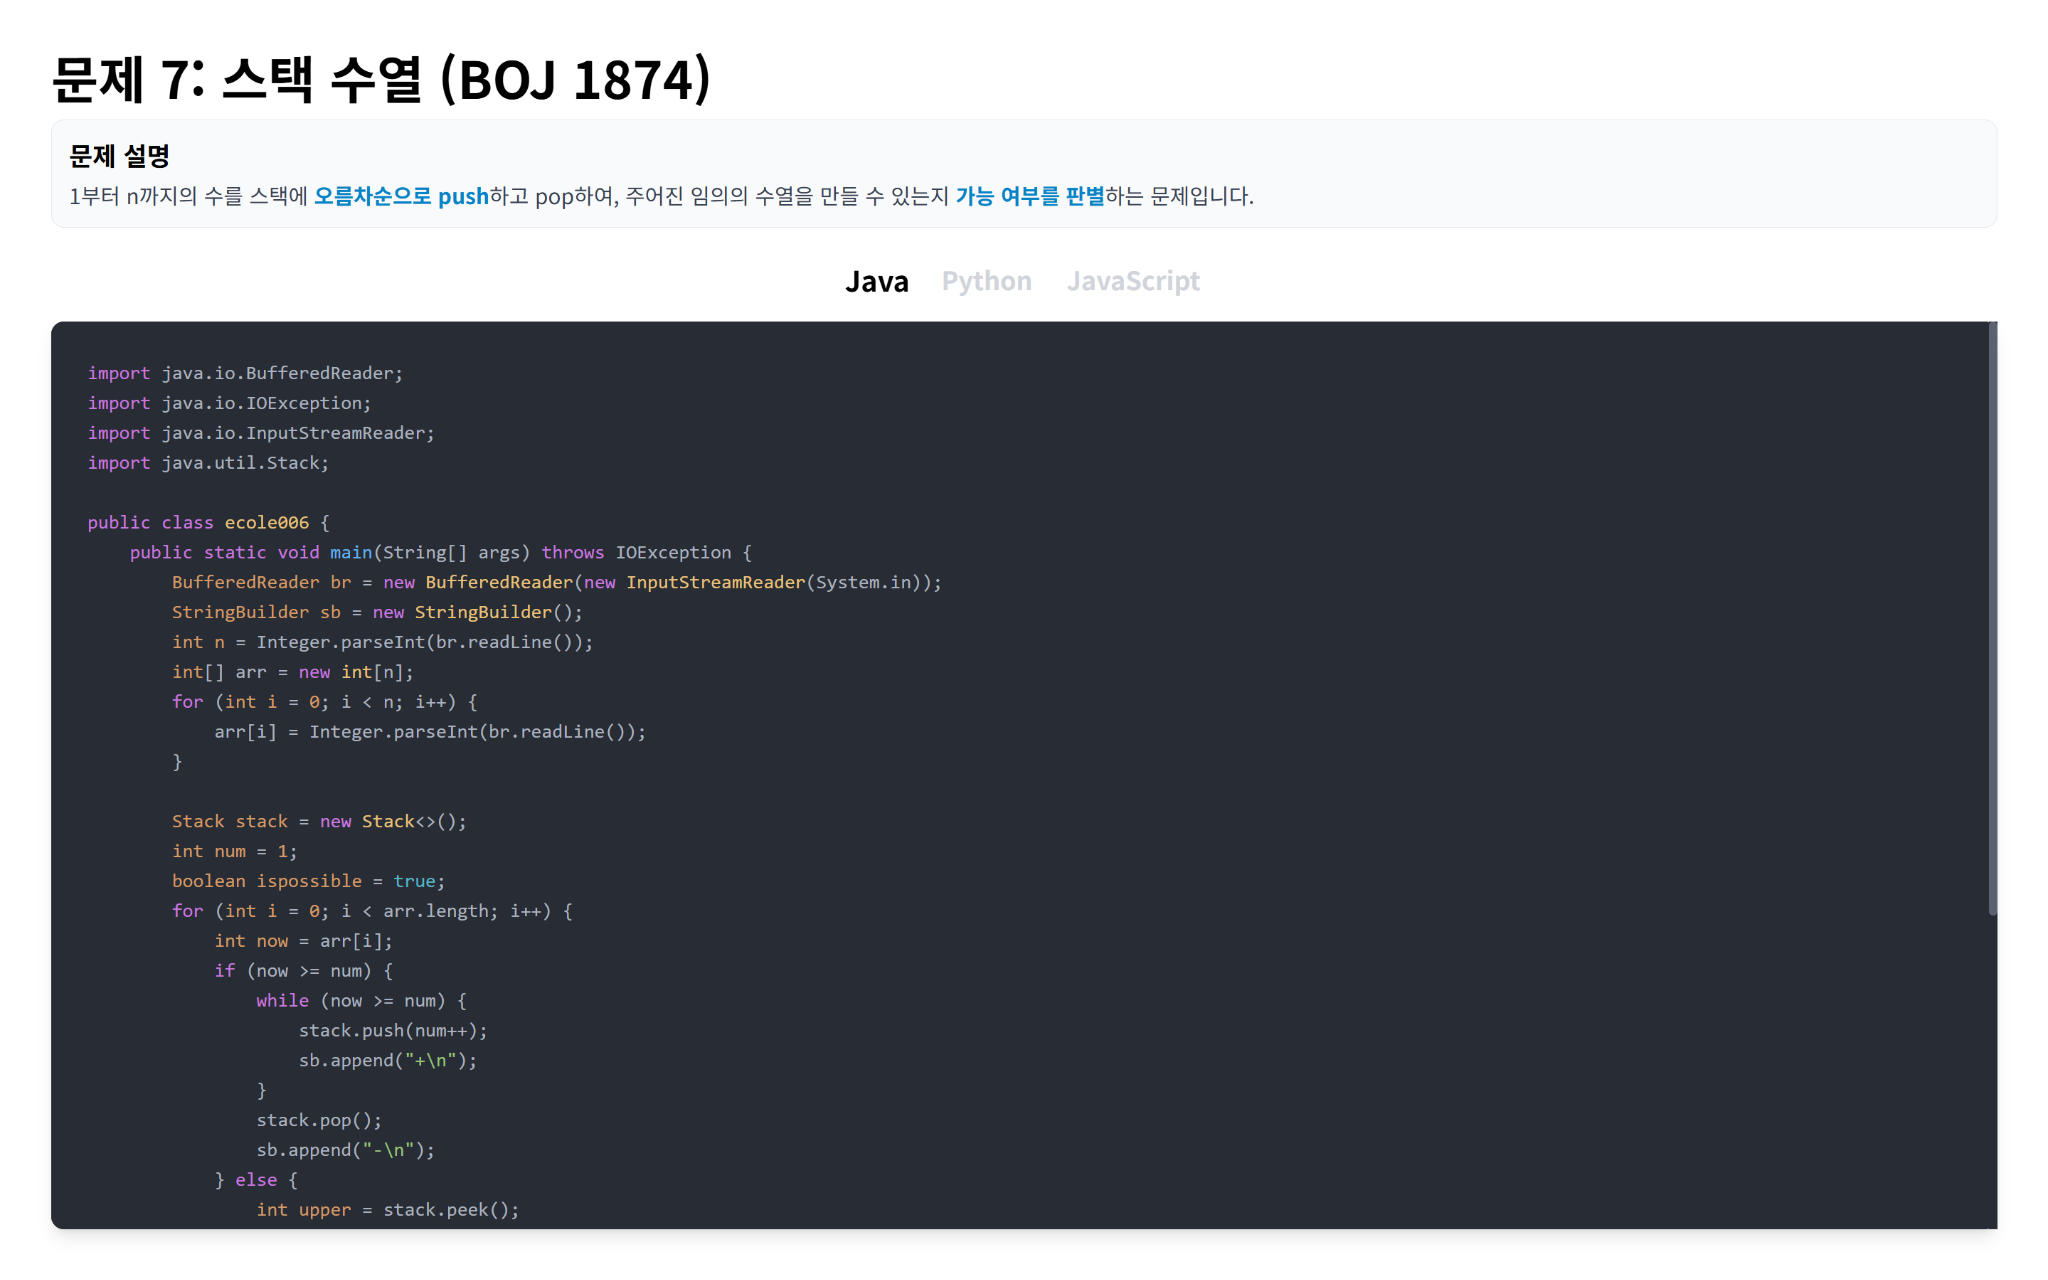 문제 7: 스택 수열 (BOJ 1874)
문제 설명
1부터 n까지의 수를 스택에 오름차순으로 push하고 pop하여, 주어진 임의의 수열을 만들 수 있는지 가능 여부를 판별하는 문제입니다.
Java Python JavaScript
import java.io.BufferedReader;
import java.io.IOException;
import java.io.InputStreamReader;
import java.util.Stack;

public class ecole006 {
    public static void main(String[] args) throws IOException {
        BufferedReader br = new BufferedReader(new InputStreamReader(System.in));
        StringBuilder sb = new StringBuilder();
        int n = Integer.parseInt(br.readLine());
        int[] arr = new int[n];
        for (int i = 0; i < n; i++) {
            arr[i] = Integer.parseInt(br.readLine());
        }

        Stack stack = new Stack<>();
        int num = 1;
        boolean ispossible = true;
        for (int i = 0; i < arr.length; i++) {
            int now = arr[i];
            if (now >= num) {
                while (now >= num) {
                    stack.push(num++);
                    sb.append("+\n");
                }
                stack.pop();
                sb.append("-\n");
            } else {
                int upper = stack.peek();